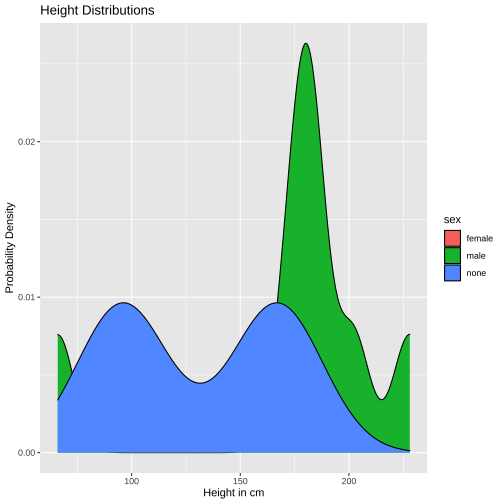 Height Distributions
Probability Density
0.02
0.01
0.00
100
150
200
Height in cm
sex
female
male
none